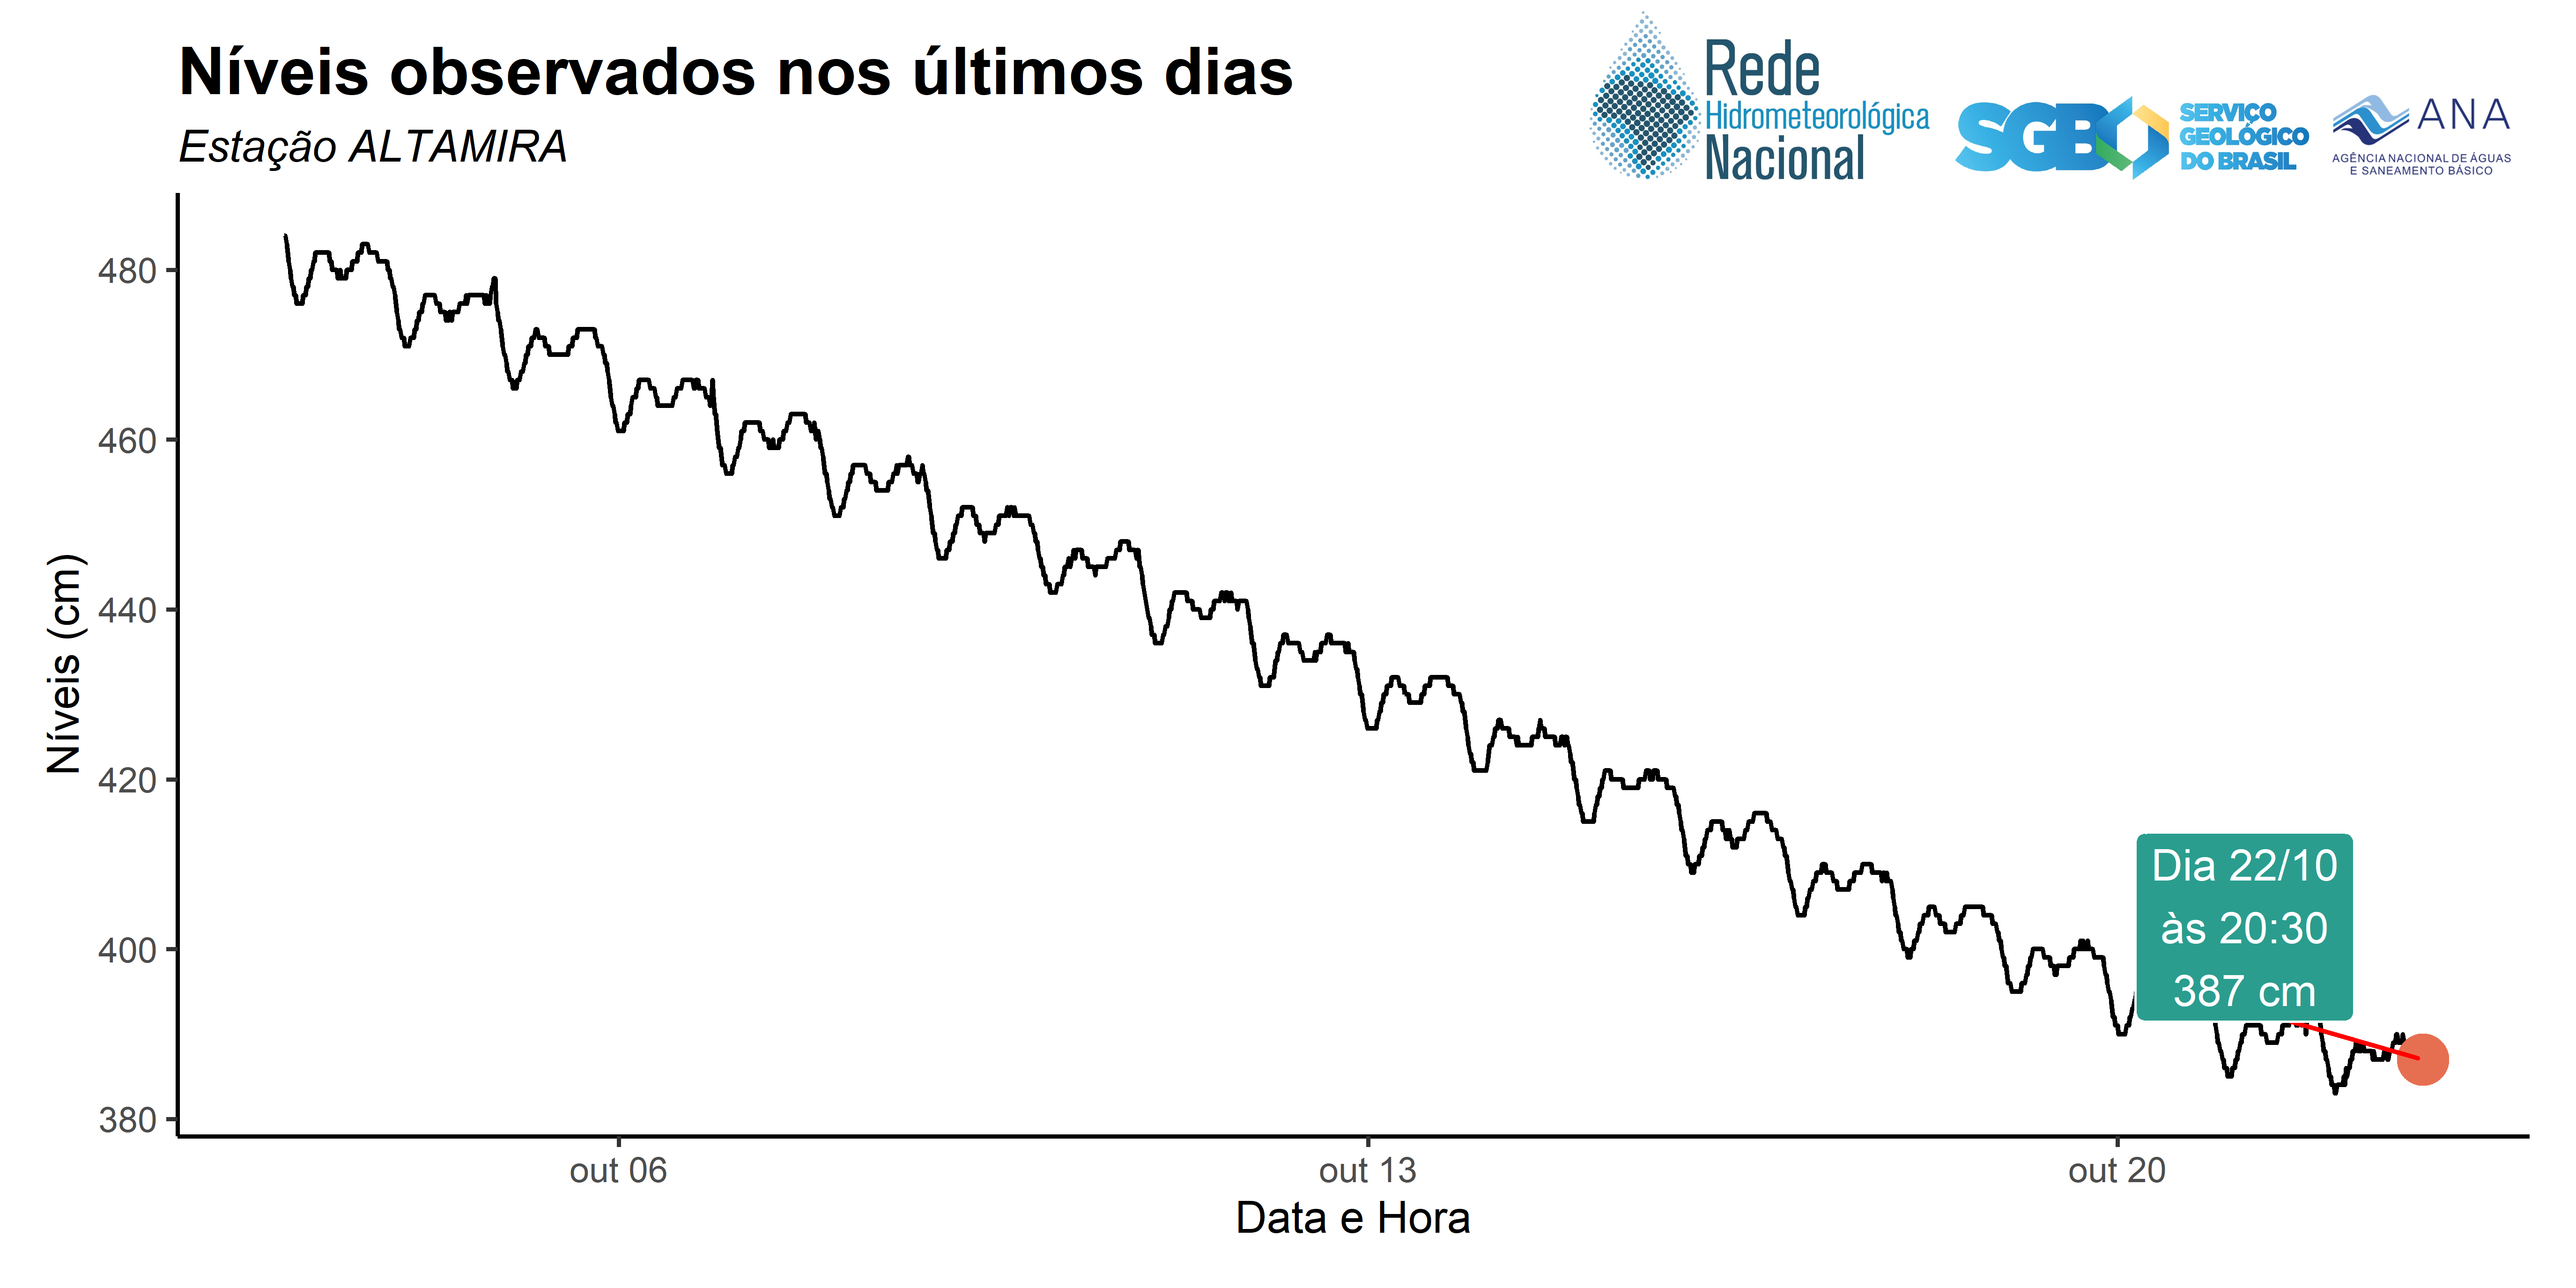 Níveis observados nos últimos dias
Estação ALTAMIRA
Rede
Hidrometeorológica
Nacional
SGB
SERVIÇO
GEOLÓGICO
DO BRASIL
ANA
AGÊNCIA NACIONAL DE ÁGUAS
E SANEAMENTO BÁSICO
Níveis (cm)
480
460
440
420
400
380
Dia 22/10
às 20:30
387 cm
out 06
out 13
out 20
Data e Hora